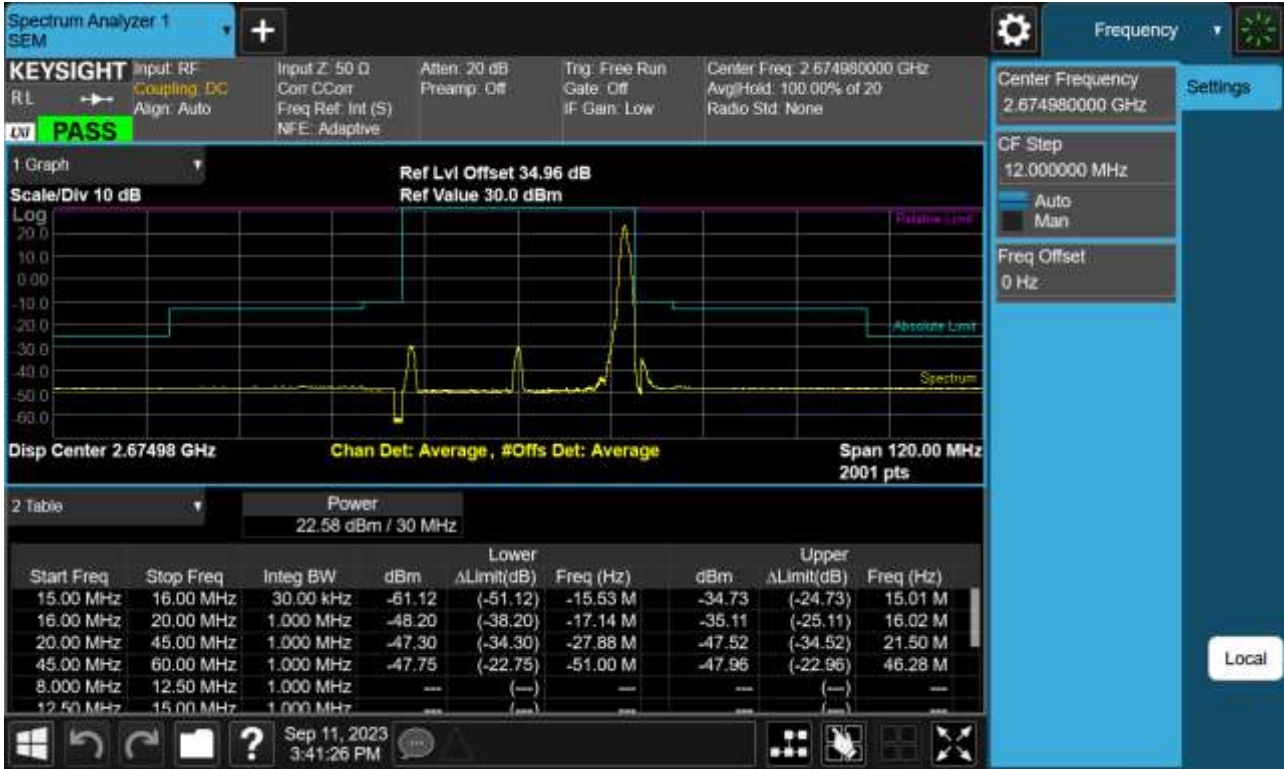 Spectrum Analyzer 1
SEM
Frequency
KEYSIGHT
RL
LXI
PASS
Input: RF
Coupling: DC
Align: Auto
Input Z: 50 Ω
Corr CCorr
Freq Ref: Int (S)
NFE: Adaptive
Atten: 20 dB
Preamp: Off
Trig: Free Run
Gate: Off
IF Gain: Low
Center Freq: 2.674980000 GHz
Avg|Hold: 100.00% of 20
Radio Std: None
Center Frequency
2.674980000 GHz
Settings
CF Step
12.000000 MHz
Auto
Man
Freq Offset
0 Hz
Local
1 Graph
Scale/Div 10 dB
Ref Lvl Offset 34.96 dB
Ref Value 30.0 dBm
Log
20.0
10.0
0.00
-10.0
-20.0
-30.0
-40.0
-50.0
-60.0
Relative Limit
Absolute Limit
Spectrum
Disp Center 2.67498 GHz
Chan Det: Average, #Offs Det: Average
Span 120.00 MHz
2001 pts
2 Table
Power
22.58 dBm / 30 MHz
Lower Upper
Start Freq Stop Freq Integ BW dBm ΔLimit(dB) Freq (Hz) dBm ΔLimit(dB) Freq (Hz)
15.00 MHz 16.00 MHz 30.00 kHz -61.12 (-51.12) -15.53 M -34.73 (-24.73) 15.01 M
16.00 MHz 20.00 MHz 1.000 MHz -48.20 (-38.20) -17.14 M -35.11 (-25.11) 16.02 M
20.00 MHz 45.00 MHz 1.000 MHz -47.30 (-34.30) -27.88 M -47.52 (-34.52) 21.50 M
45.00 MHz 60.00 MHz 1.000 MHz -47.75 (-22.75) -51.00 M -47.96 (-22.96) 46.28 M
8.000 MHz 12.50 MHz 1.000 MHz --- (---) --- --- (---) ---
12.50 MHz 15.00 MHz 1.000 MHz --- (---) --- --- (---) ---
Sep 11, 2023
3:41:26 PM